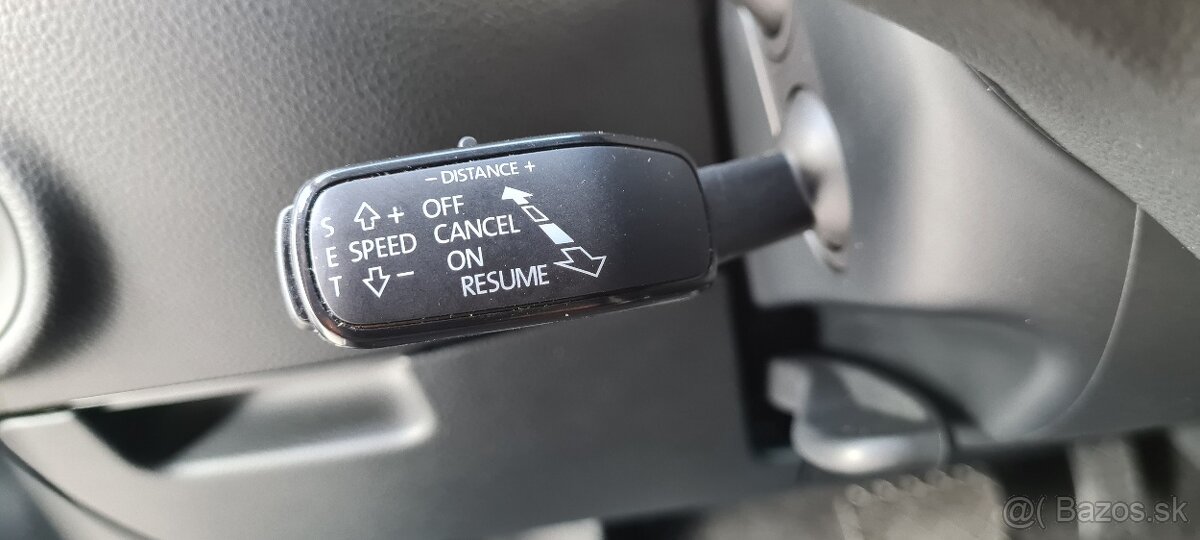 − DISTANCE +
S E T
+
SPEED
−
OFF
CANCEL
ON
RESUME
@( Bazos.sk